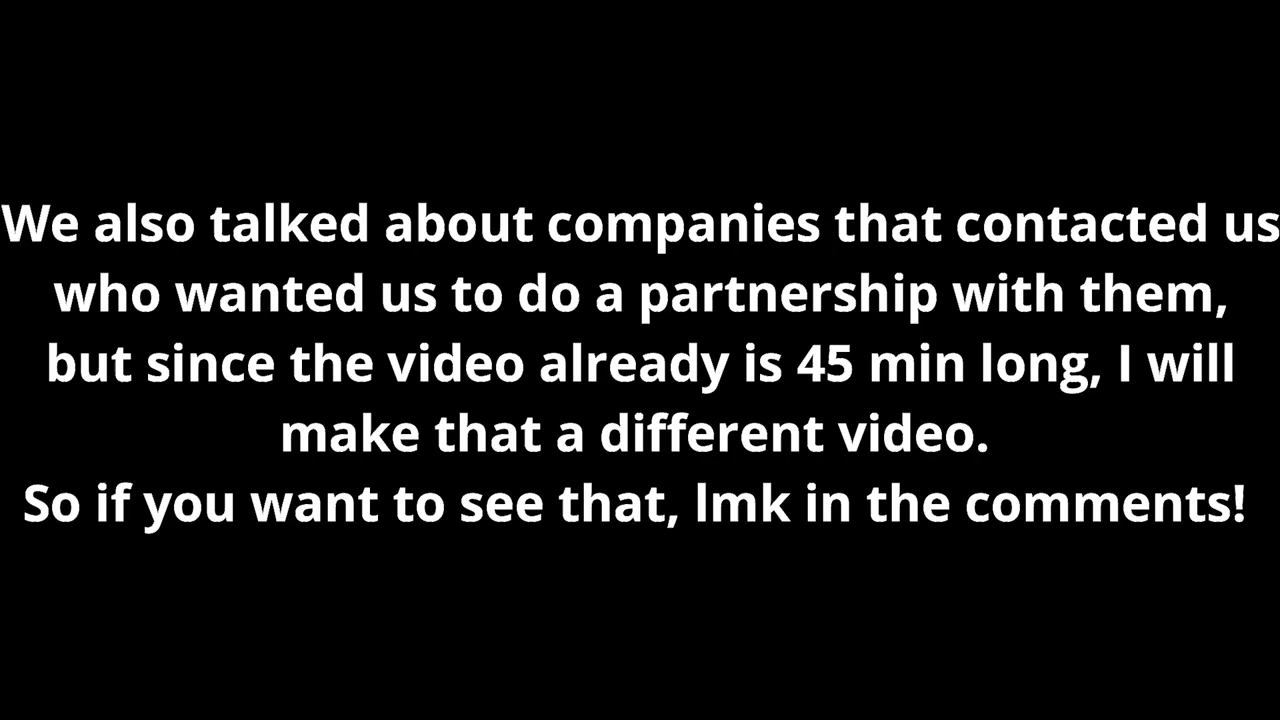 We also talked about companies that contacted us
who wanted us to do a partnership with them,
but since the video already is 45 min long, I will
make that a different video.
So if you want to see that, lmk in the comments!